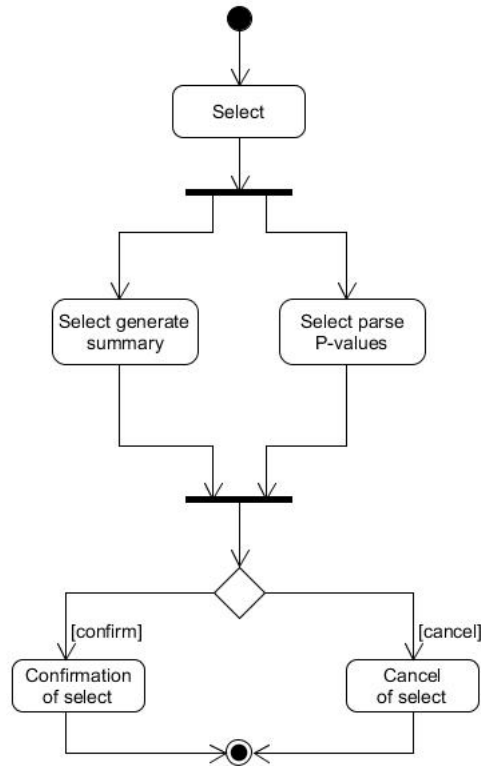 Select
Select generate
summary
Select parse
P-values
[confirm]
[cancel]
Confirmation
of select
Cancel
of select